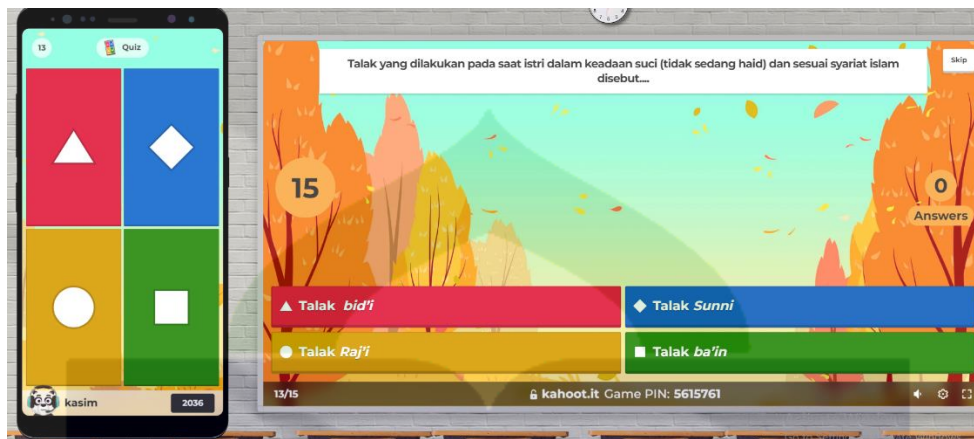 13
Quiz
kasim
2036
Talak yang dilakukan pada saat istri dalam keadaan suci (tidak sedang haid) dan sesuai syariat islam
disebut....
Skip
15
0
Answers
Talak bid'i
Talak Sunni
Talak Raj'i
Talak ba'in
13/15
kahoot.it Game PIN: 5615761